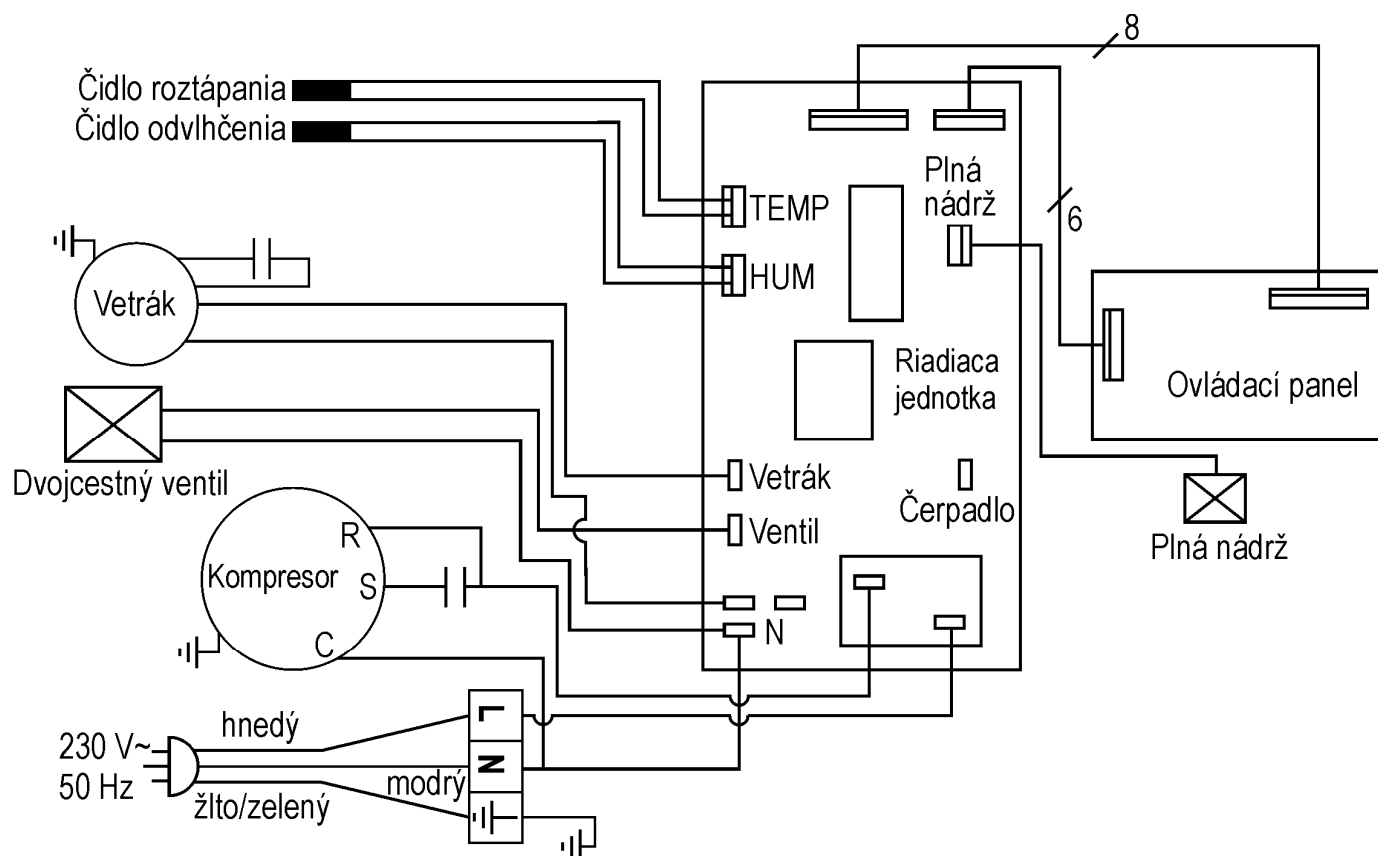 8
Čidlo roztápania
Čidlo odvlhčenia
Plná
nádrž
TEMP
6
HUM
Vetrák
Riadiaca
jednotka
Ovládací panel
Dvojcestný ventil
Vetrák
Čerpadlo
Ventil
Plná nádrž
R
Kompresor
S
C
N
L
hnedý
230 V~
50 Hz
N
modrý
žlto/zelený